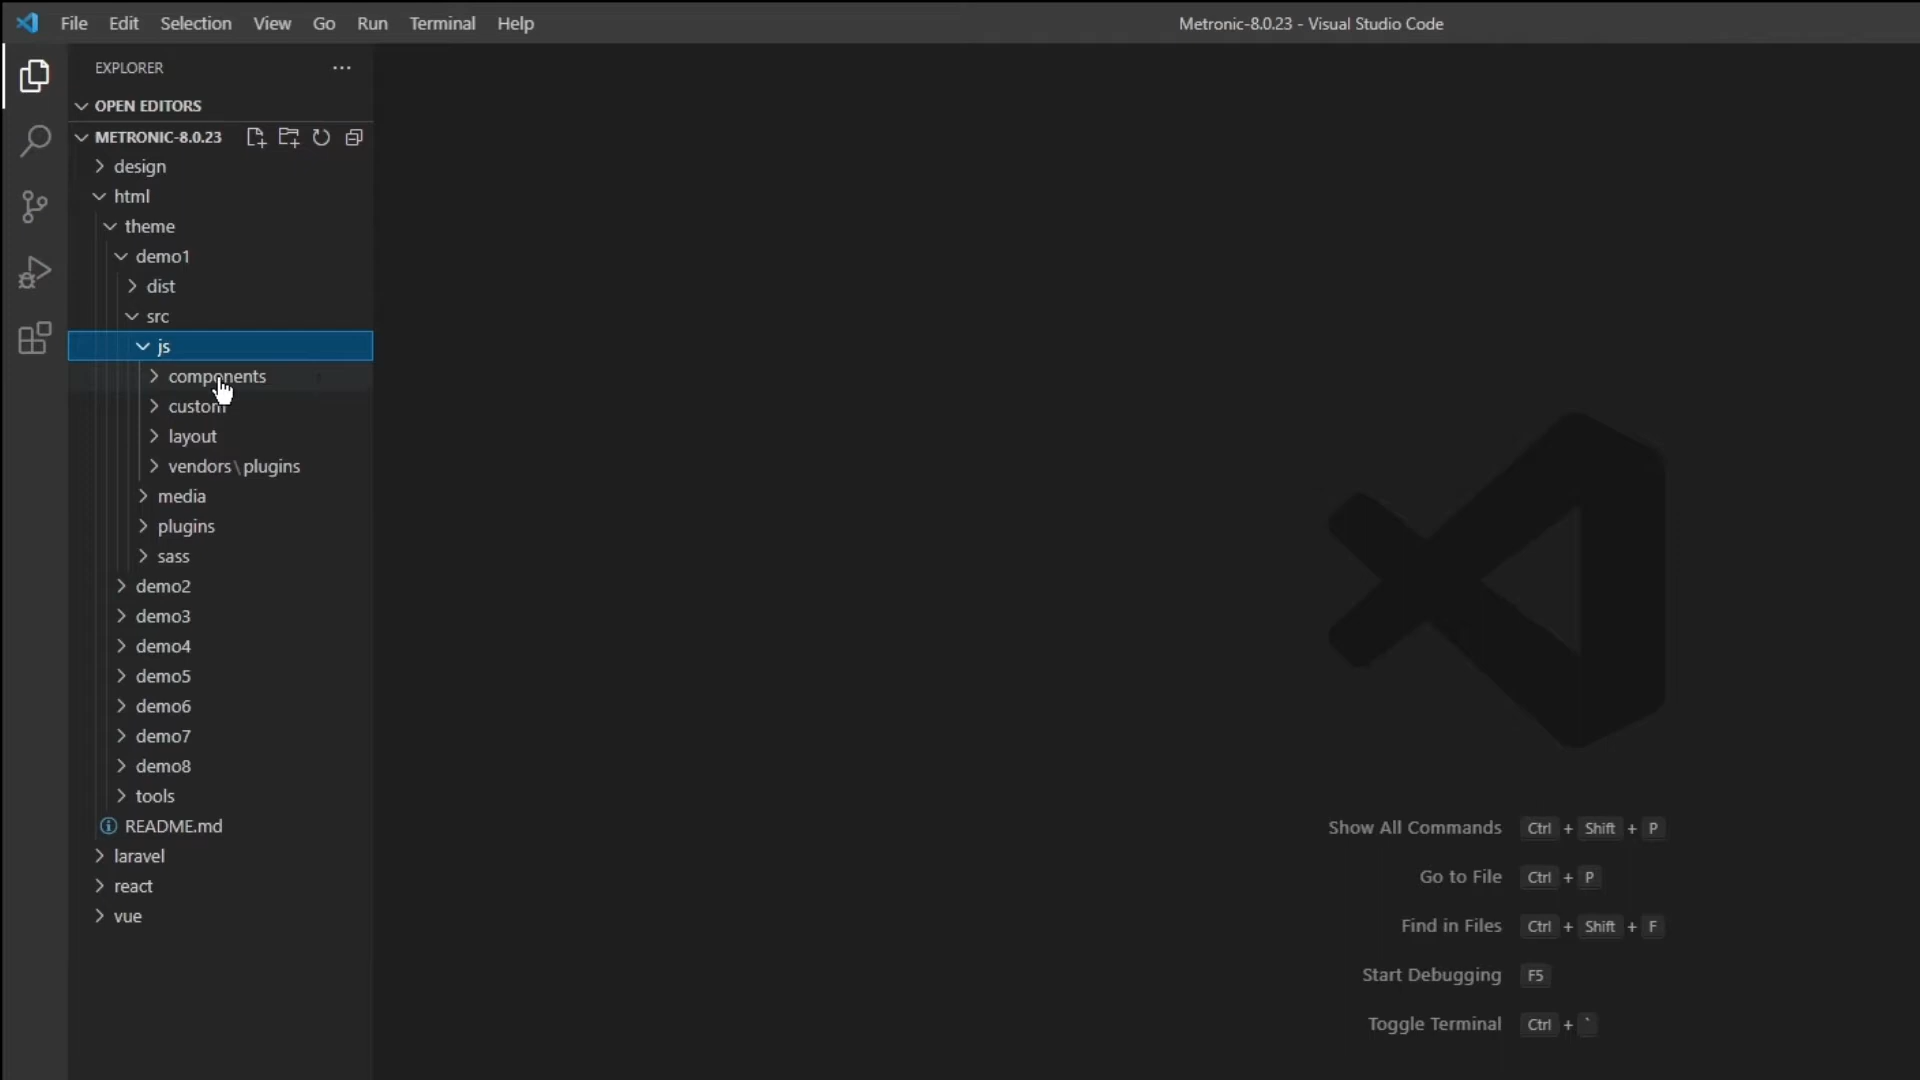 File Edit Selection View Go Run Terminal Help
Metronic-8.0.23 - Visual Studio Code
EXPLORER
OPEN EDITORS
METRONIC-8.0.23
design
html
theme
demo1
dist
src
js
components
custom
layout
vendors\plugins
media
plugins
sass
demo2
demo3
demo4
demo5
demo6
demo7
demo8
tools
README.md
laravel
react
vue
Show All Commands Ctrl + Shift + P
Go to File Ctrl + P
Find in Files Ctrl + Shift + F
Start Debugging F5
Toggle Terminal Ctrl + `